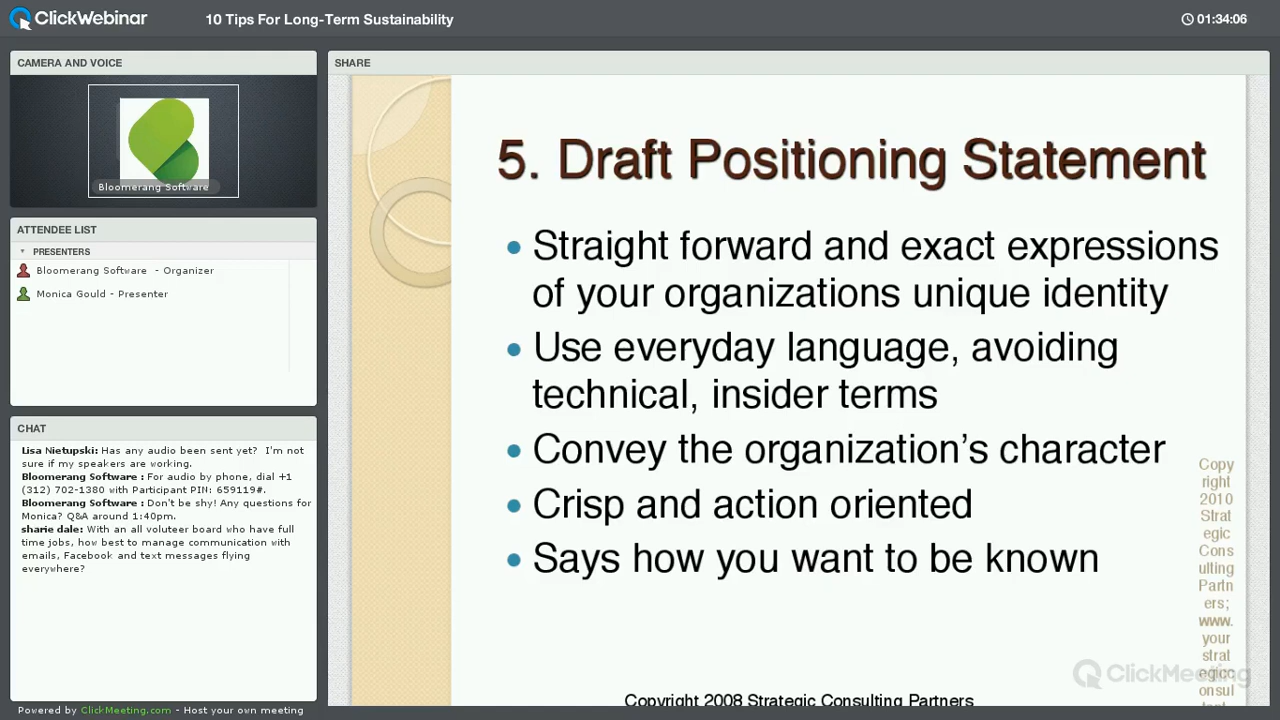 ClickWebinar
10 Tips For Long-Term Sustainability
01:34:06
CAMERA AND VOICE
Bloomerang Software
ATTENDEE LIST
PRESENTERS
Bloomerang Software - Organizer
Monica Gould - Presenter
CHAT
Lisa Nietupski: Has any audio been sent yet? I'm not
sure if my speakers are working.
Bloomerang Software : For audio by phone, dial +1
(312) 702-1380 with Participant PIN: 659119#.
Bloomerang Software : Don't be shy! Any questions for
Monica? Q&A around 1:40pm.
sharie dale: With an all voluteer board who have full
time jobs, how best to manage communication with
emails, Facebook and text messages flying
everywhere?
Powered by ClickMeeting.com - Host your own meeting
SHARE
5. Draft Positioning Statement
• Straight forward and exact expressions
of your organizations unique identity
• Use everyday language, avoiding
technical, insider terms
• Convey the organization's character
• Crisp and action oriented
• Says how you want to be known
Copy
right
2010
Strat
egic
Cons
ulting
Partn
ers;
www.
your
strat
egicc
onsul
ClickMeeting
Copyright 2008 Strategic Consulting Partners